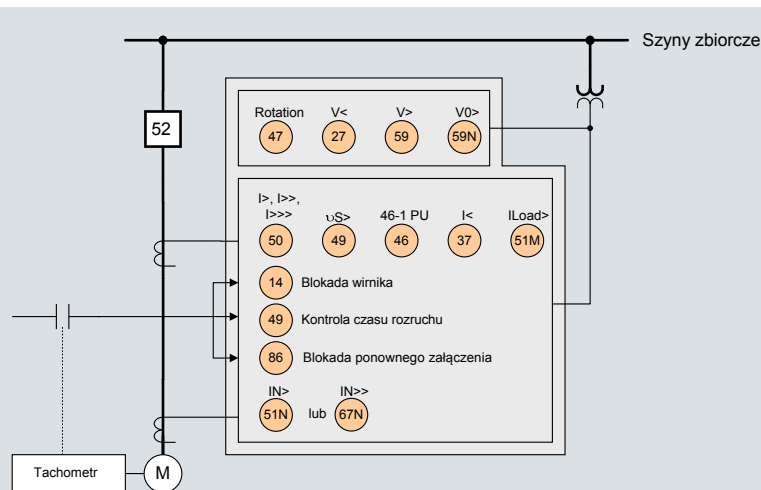 Szyny zbiorcze
52
Rotation V< V> V0>
47 27 59 59N
I>, I>>,
I>>> υS> 46-1 PU I< ILoad>
50 49 46 37 51M
14 Blokada wirnika
49 Kontrola czasu rozruchu
86 Blokada ponownego załączenia
IN> IN>>
51N lub 67N
Tachometr M